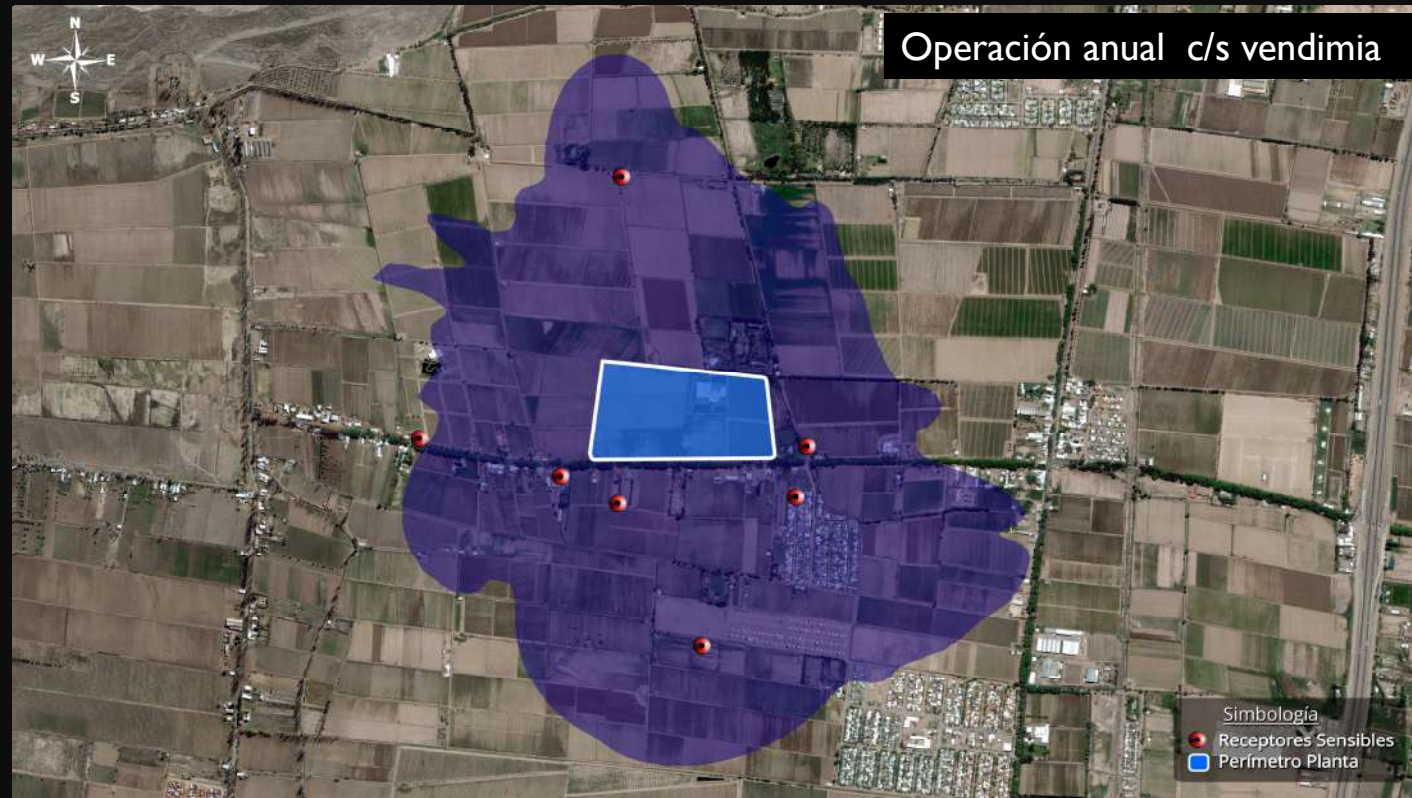 N
W E
S
Operación anual c/s vendimia
Simbología
Receptores Sensibles
Perímetro Planta